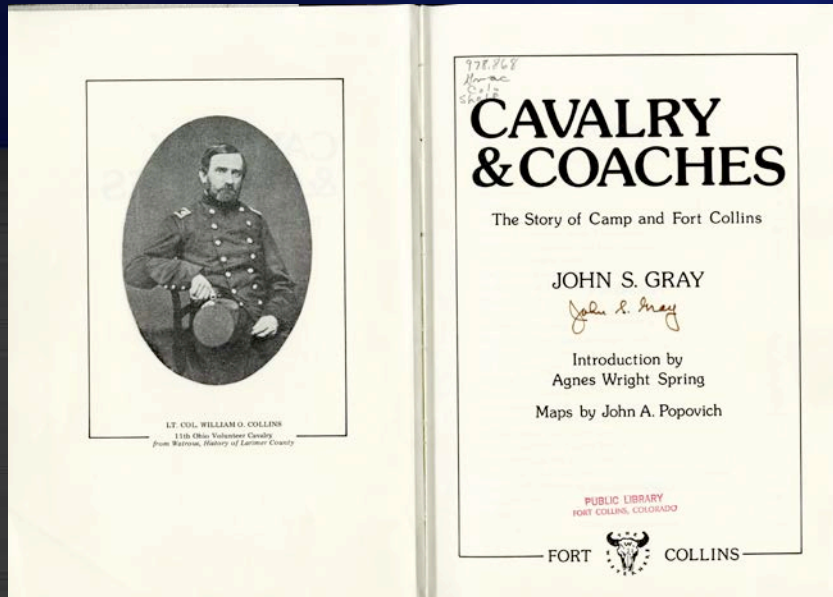 LT. COL. WILLIAM O. COLLINS
11th Ohio Volunteer Cavalry
from Watrous, History of Larimer County
978.868
Colo
CAVALRY
& COACHES
The Story of Camp and Fort Collins
JOHN S. GRAY
John S. Gray
Introduction by
Agnes Wright Spring
Maps by John A. Popovich
PUBLIC LIBRARY
FORT COLLINS, COLORADO
FORT COLLINS